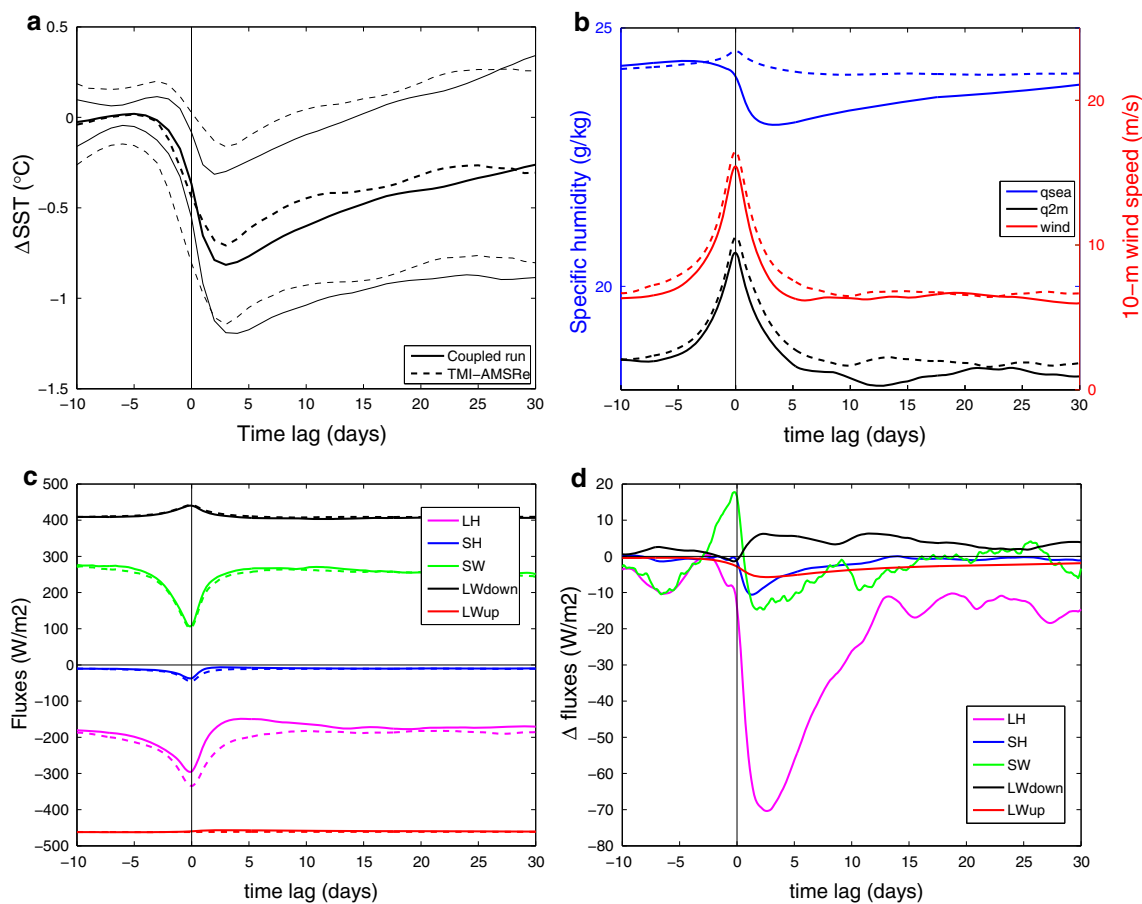 a
0.5
0
−0.5
−1
−1.5
ΔSST (°C)
−10 −5 0 5 10 15 20 25 30
Time lag (days)
Coupled run
TMI−AMSRe
b
25
20
Specific humidity (g/kg)
20
10
0
10−m wind speed (m/s)
qsea
q2m
wind
−10 −5 0 5 10 15 20 25 30
time lag (days)
c
500
400
300
200
100
0
−100
−200
−300
−400
500
Fluxes (W/m2)
LH
SH
SW
LWdown
LWup
−10 −5 0 5 10 15 20 25 30
time lag (days)
d
20
10
0
−10
−20
−30
−40
−50
−60
−70
−80
Δ fluxes (W/m2)
LH
SH
SW
LWdown
LWup
−10 −5 0 5 10 15 20 25 30
time lag (days)